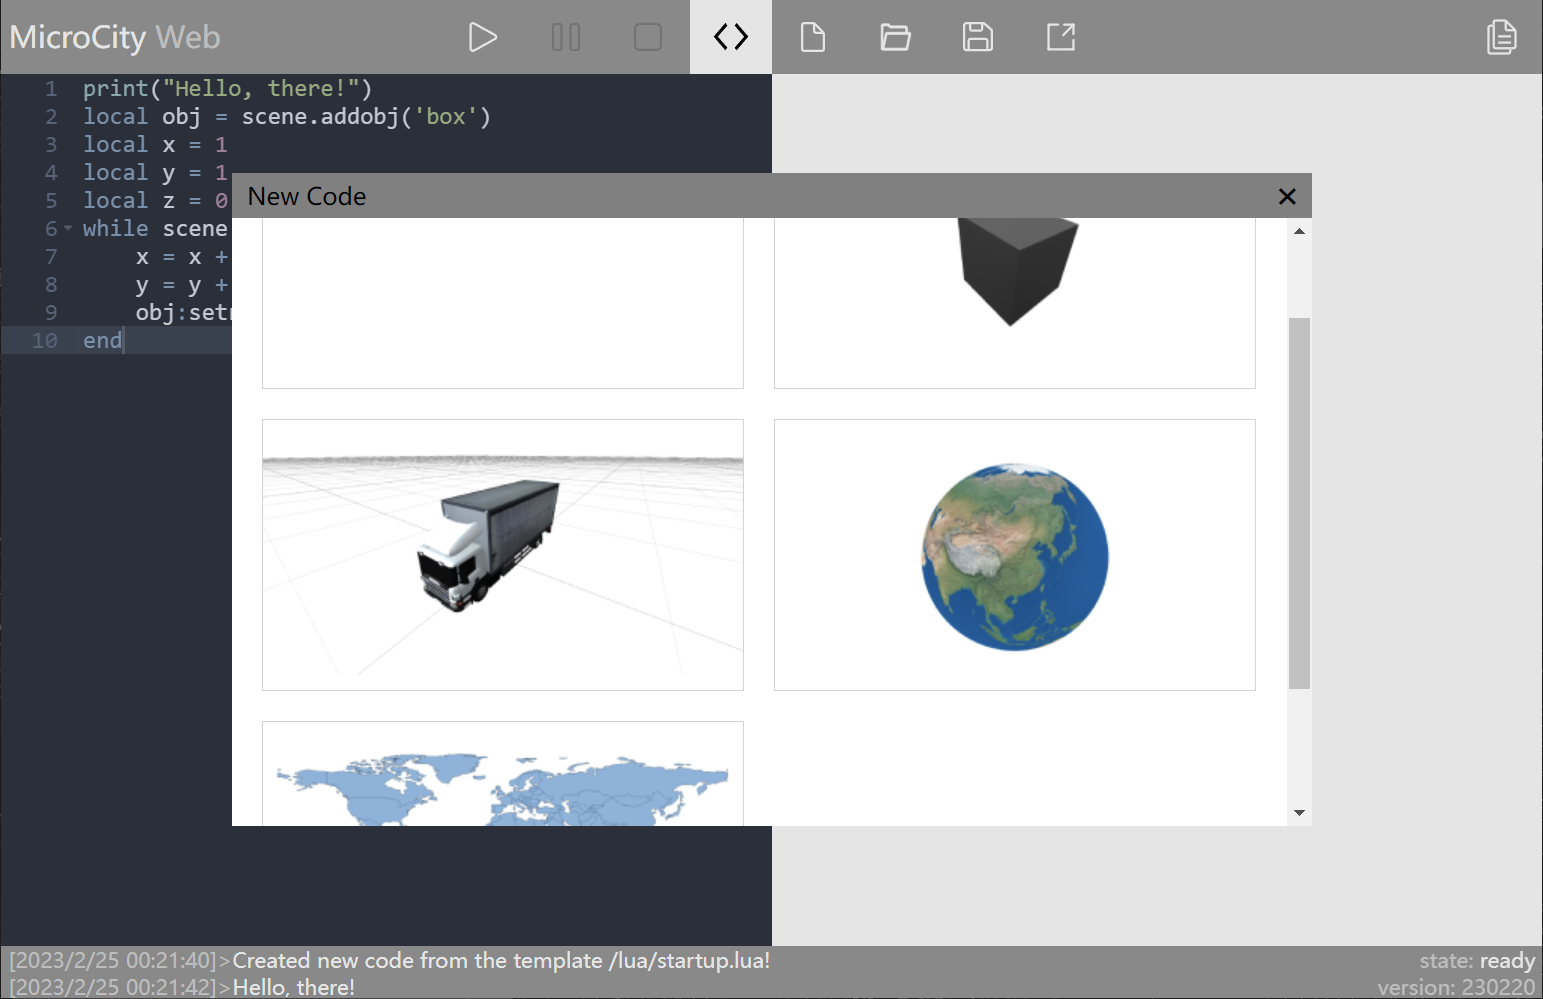 MicroCity Web
1 print("Hello, there!")
2 local obj = scene.addobj('box')
3 local x = 1
4 local y = 1
5 local z = 0
6 while scene
7 x = x +
8 y = y +
9 obj:set
10 end
New Code
[2023/2/25 00:21:40]>Created new code from the template /lua/startup.lua!
state: ready
[2023/2/25 00:21:42]>Hello, there!
version: 230220